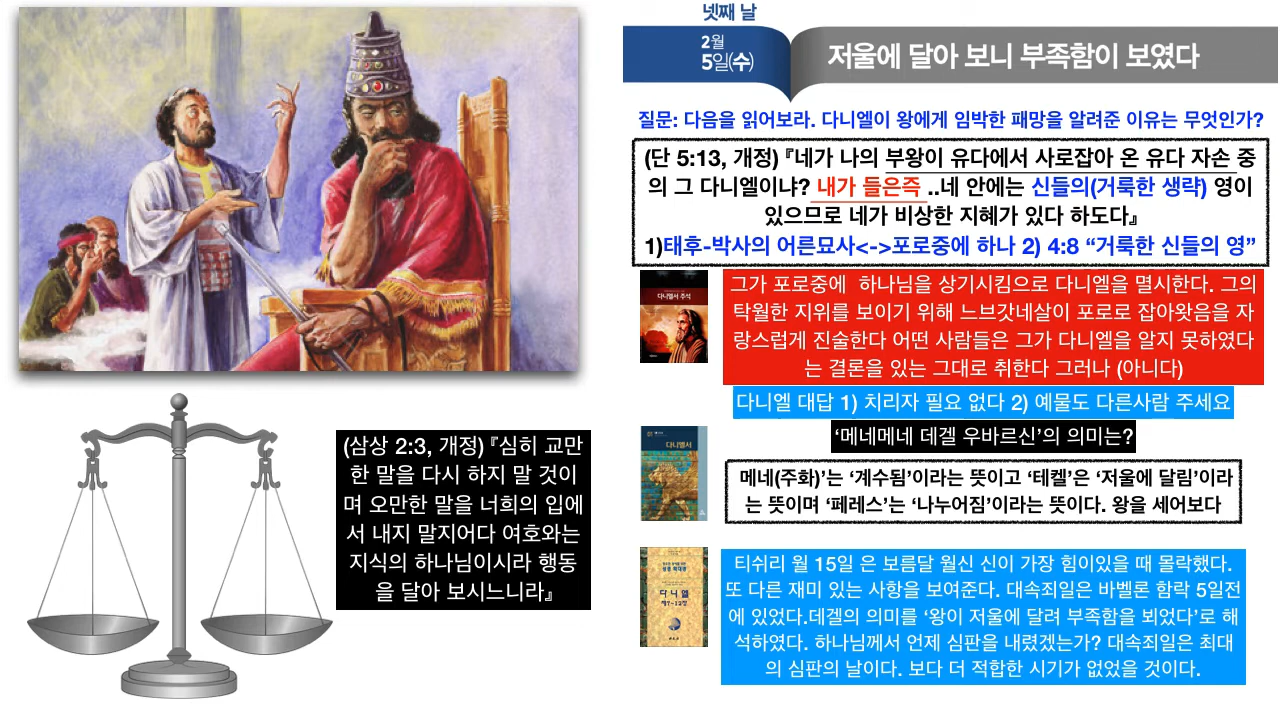 넷째 날
2월
5일(수)
저울에 달아 보니 부족함이 보였다
질문: 다음을 읽어보라. 다니엘이 왕에게 임박한 패망을 알려준 이유는 무엇인가?
(단 5:13, 개정)『네가 나의 부왕이 유다에서 사로잡아 온 유다 자손 중
의 그 다니엘이냐? 내가 들은즉 ..네 안에는 신들의(거룩한 생략) 영이
있으므로 네가 비상한 지혜가 있다 하도다』
1)태후-박사의 어른묘사<->포로중에 하나 2) 4:8 “거룩한 신들의 영”
다니엘서 주석
그가 포로중에 하나님을 상기시킴으로 다니엘을 멸시한다. 그의
탁월한 지위를 보이기 위해 느브갓네살이 포로로 잡아왓음을 자
랑스럽게 진술한다 어떤 사람들은 그가 다니엘을 알지 못하였다
는 결론을 있는 그대로 취한다 그러나 (아니다)
다니엘 대답 1) 치리자 필요 없다 2) 예물도 다른사람 주세요
‘메네메네 데겔 우바르신’의 의미는?
다니엘서
메네(주화)’는 ‘계수됨’이라는 뜻이고 ‘테켈’은 ‘저울에 달림’이라
는 뜻이며 ‘페레스’는 ‘나누어짐’이라는 뜻이다. 왕을 세어보다
(삼상 2:3, 개정)『심히 교만
한 말을 다시 하지 말 것이
며 오만한 말을 너희의 입에
서 내지 말지어다 여호와는
지식의 하나님이시라 행동
을 달아 보시느니라』
다니엘
제7-12장
티쉬리 월 15일 은 보름달 월신 신이 가장 힘이있을 때 몰락했다.
또 다른 재미 있는 사항을 보여준다. 대속죄일은 바벨론 함락 5일전
에 있었다.데겔의 의미를 ‘왕이 저울에 달려 부족함을 뵈었다’로 해
석하였다. 하나님께서 언제 심판을 내렸겠는가? 대속죄일은 최대
의 심판의 날이다. 보다 더 적합한 시기가 없었을 것이다.